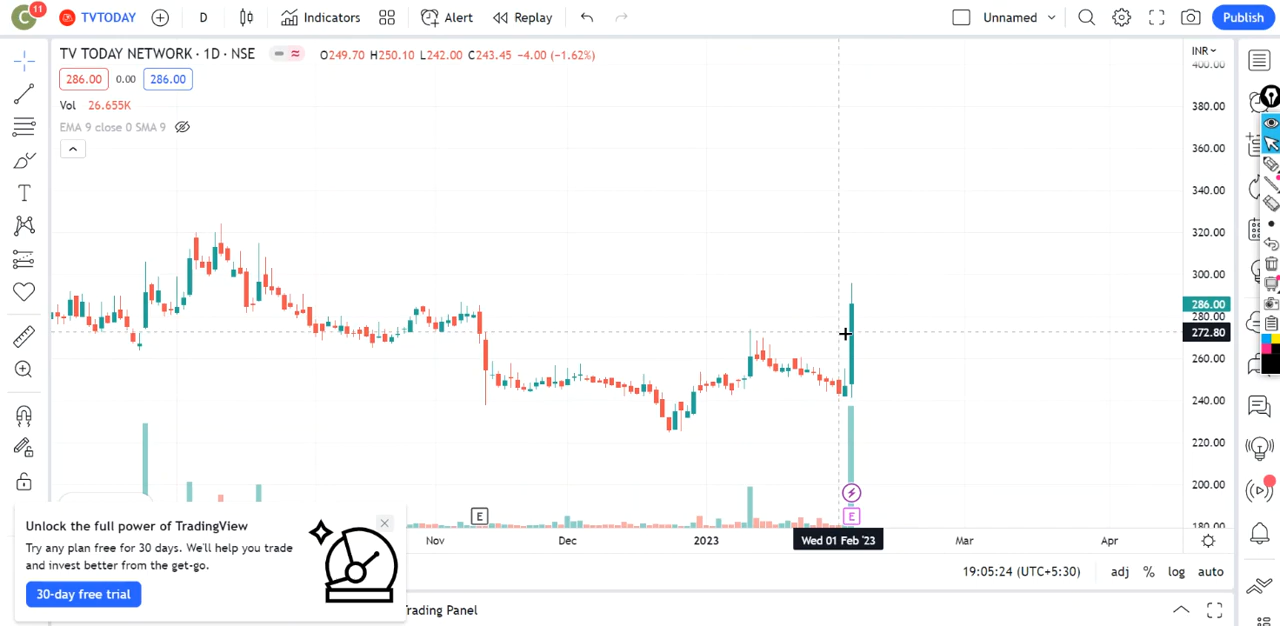 C 11 TVTODAY D Indicators Alert Replay Unnamed Publish
TV TODAY NETWORK · 1D · NSE O249.70 H250.10 L242.00 C243.45 −4.00 (−1.62%)
INR
286.00 0.00 286.00
Vol 26.655K
EMA 9 close 0 SMA 9
400.00
380.00
360.00
340.00
320.00
300.00
286.00
280.00
272.80
260.00
240.00
220.00
200.00
180.00
E
E
Unlock the full power of TradingView
Try any plan free for 30 days. We'll help you trade
and invest better from the get-go.
30-day free trial
Nov Dec 2023 Wed 01 Feb '23 Mar Apr
19:05:24 (UTC+5:30) adj % log auto
Trading Panel